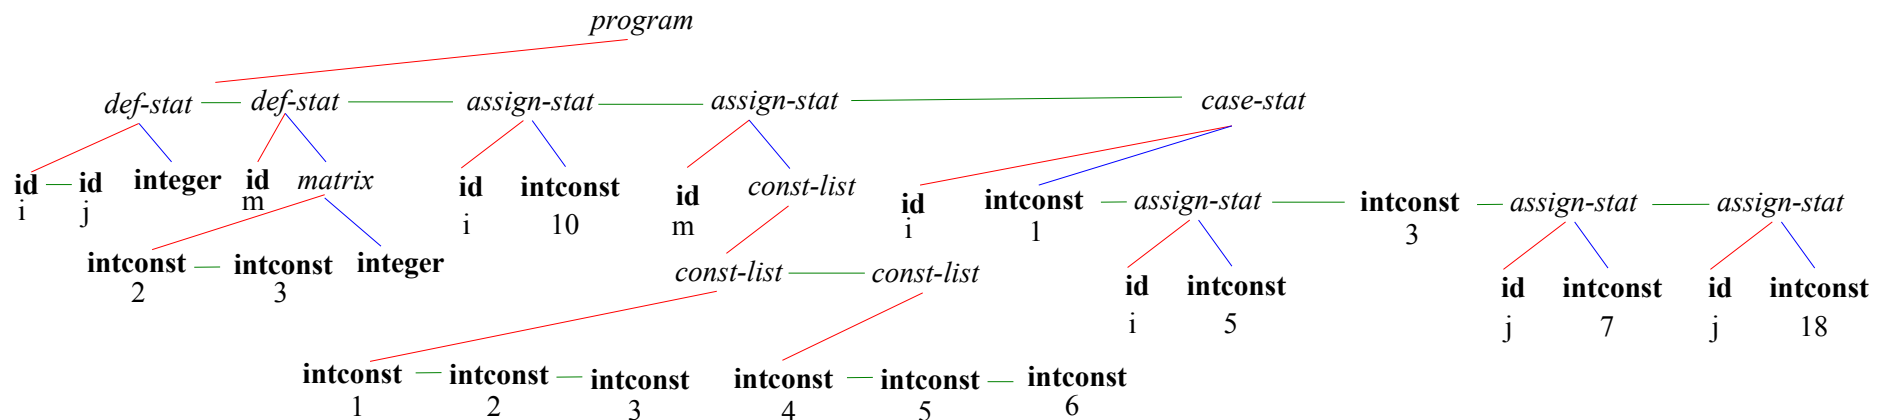 program
def-stat def-stat assign-stat assign-stat case-stat
id id integer id matrix id intconst id const-list id intconst assign-stat intconst assign-stat assign-stat
i j m i 10 m i 1 3
intconst intconst integer const-list const-list id intconst id intconst id intconst
2 3 i 5 j 7 j 18
intconst intconst intconst intconst intconst intconst
1 2 3 4 5 6